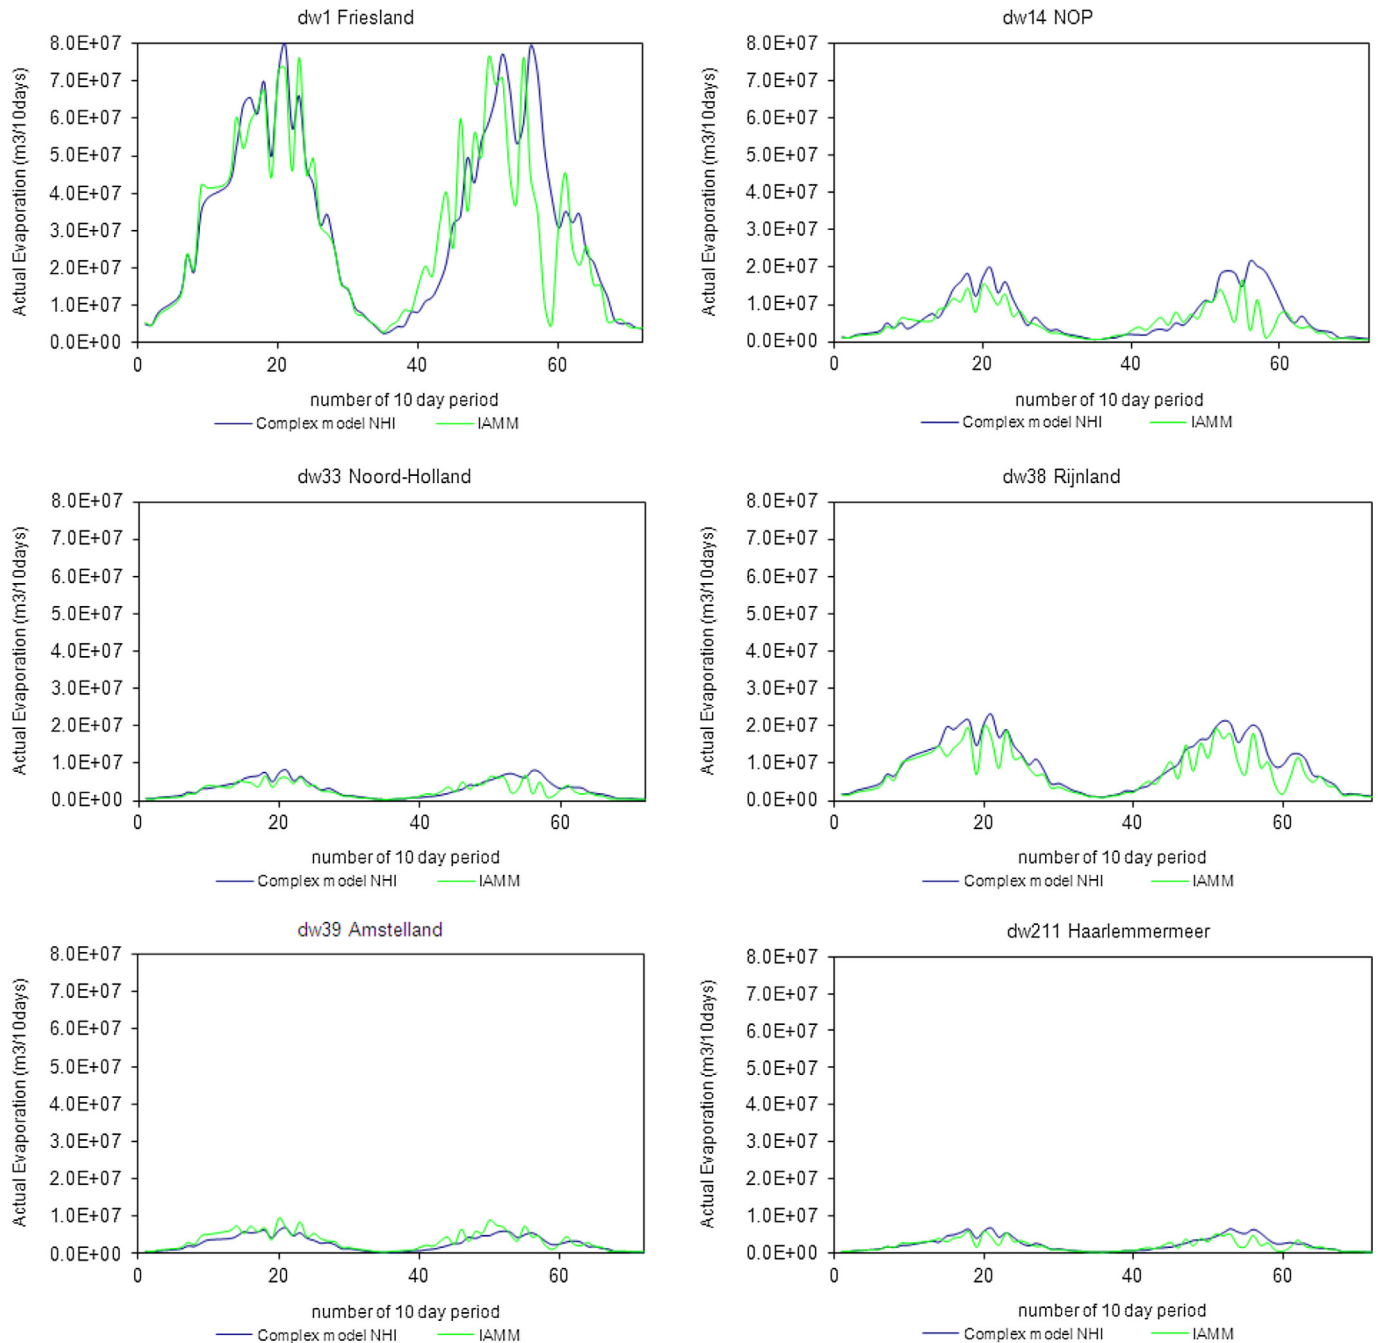 dw1 Friesland
Actual Evaporation (m3/10days)
8.0E+07
7.0E+07
6.0E+07
5.0E+07
4.0E+07
3.0E+07
2.0E+07
1.0E+07
0.0E+00
0 20 40 60
number of 10 day period
Complex model NHI IAMM
dw14 NOP
Actual Evaporation (m3/10days)
8.0E+07
7.0E+07
6.0E+07
5.0E+07
4.0E+07
3.0E+07
2.0E+07
1.0E+07
0.0E+00
0 20 40 60
number of 10 day period
Complex model NHI IAMM
dw33 Noord-Holland
Actual Evaporation (m3/10days)
8.0E+07
7.0E+07
6.0E+07
5.0E+07
4.0E+07
3.0E+07
2.0E+07
1.0E+07
0.0E+00
0 20 40 60
number of 10 day period
Complex model NHI IAMM
dw38 Rijnland
Actual Evaporation (m3/10days)
8.0E+07
7.0E+07
6.0E+07
5.0E+07
4.0E+07
3.0E+07
2.0E+07
1.0E+07
0.0E+00
0 20 40 60
number of 10 day period
Complex model NHI IAMM
dw39 Amstelland
Actual Evaporation (m3/10days)
8.0E+07
7.0E+07
6.0E+07
5.0E+07
4.0E+07
3.0E+07
2.0E+07
1.0E+07
0.0E+00
0 20 40 60
number of 10 day period
Complex model NHI IAMM
dw211 Haarlemmermeer
Actual Evaporation (m3/10days)
8.0E+07
7.0E+07
6.0E+07
5.0E+07
4.0E+07
3.0E+07
2.0E+07
1.0E+07
0.0E+00
0 20 40 60
number of 10 day period
Complex model NHI IAMM